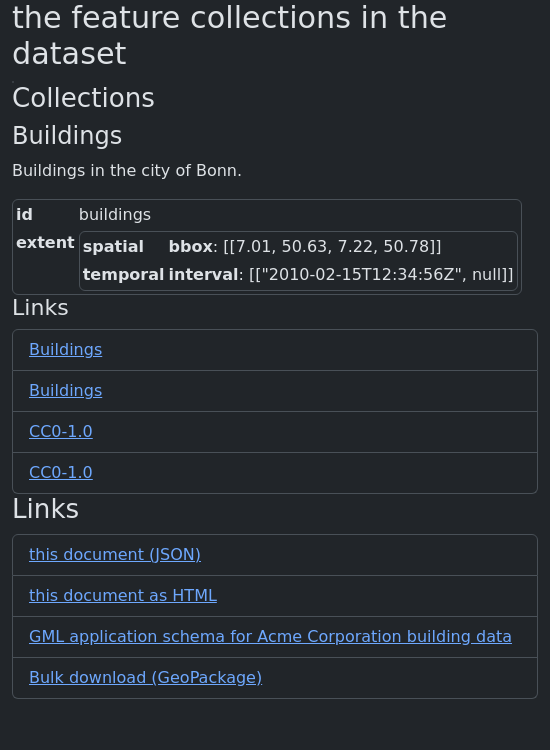 the feature collections in the
dataset
Collections
Buildings
Buildings in the city of Bonn.
id buildings
extent spatial bbox: [[7.01, 50.63, 7.22, 50.78]]
temporal interval: [["2010-02-15T12:34:56Z", null]]
Links
Buildings
Buildings
CC0-1.0
CC0-1.0
Links
this document (JSON)
this document as HTML
GML application schema for Acme Corporation building data
Bulk download (GeoPackage)